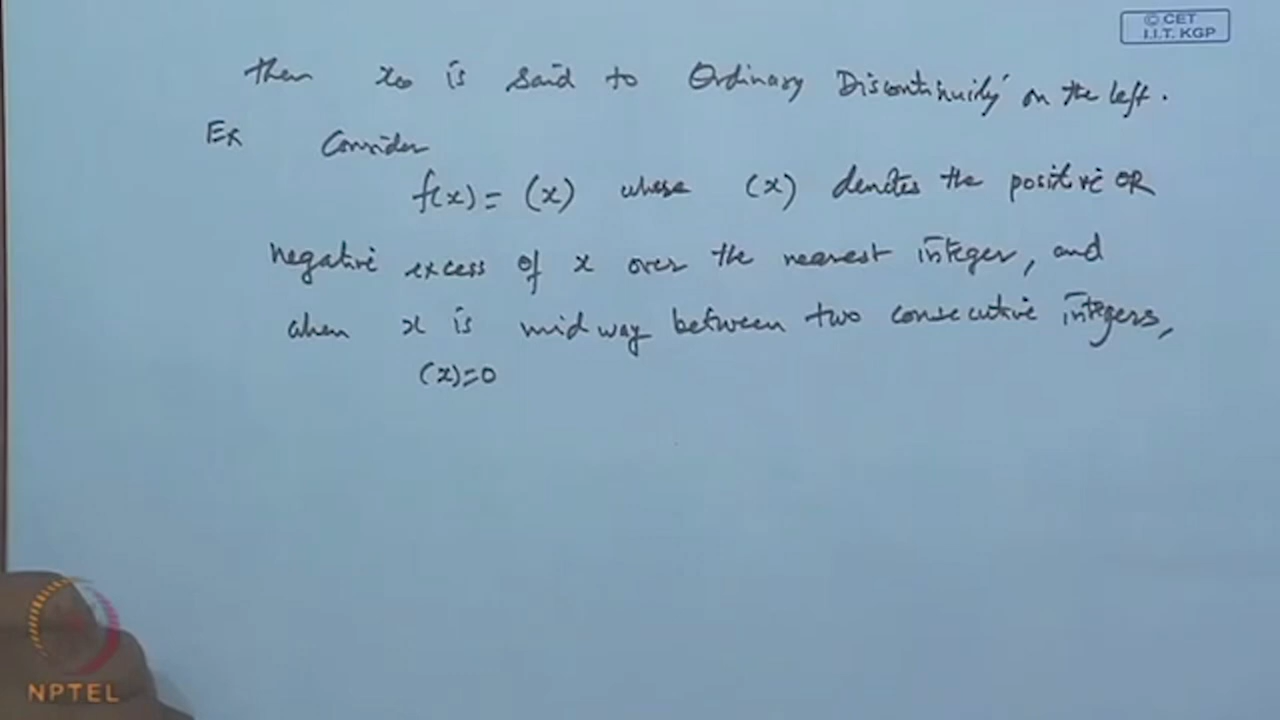 © CET
I.I.T. KGP
then x₀ is said to Ordinary Discontinuity on the left.
Ex Consider
f(x) = (x) where (x) denotes the positive OR
negative excess of x over the nearest integer, and
when x is midway between two consecutive integers,
(x)=0
NPTEL